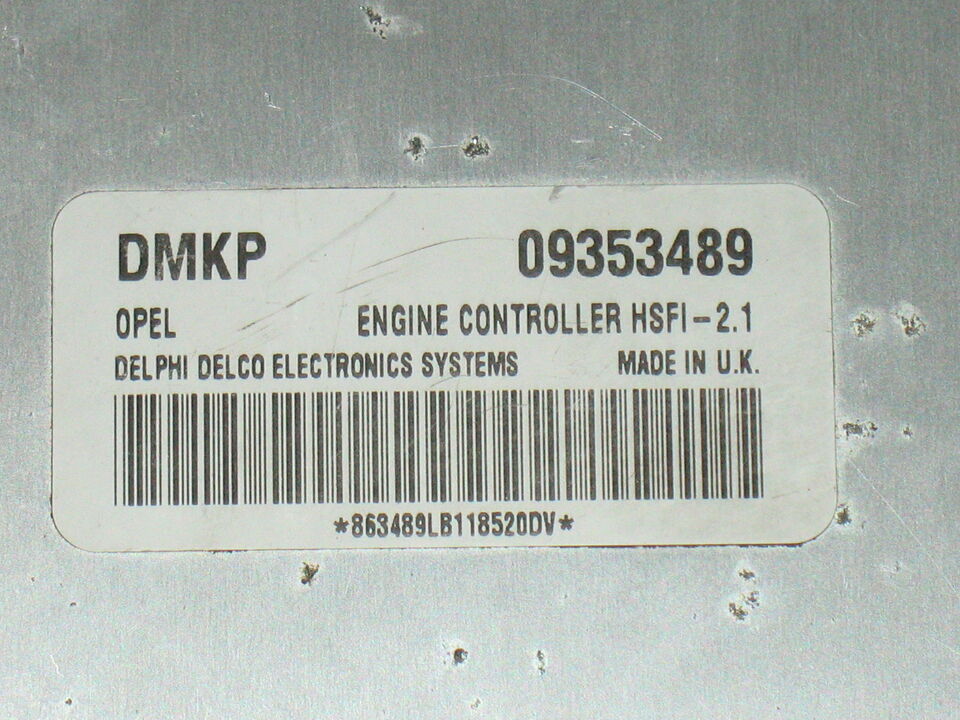 DMKP 09353489
OPEL ENGINE CONTROLLER HSFI-2.1
DELPHI DELCO ELECTRONICS SYSTEMS MADE IN U.K.
*863489LB118520DV*